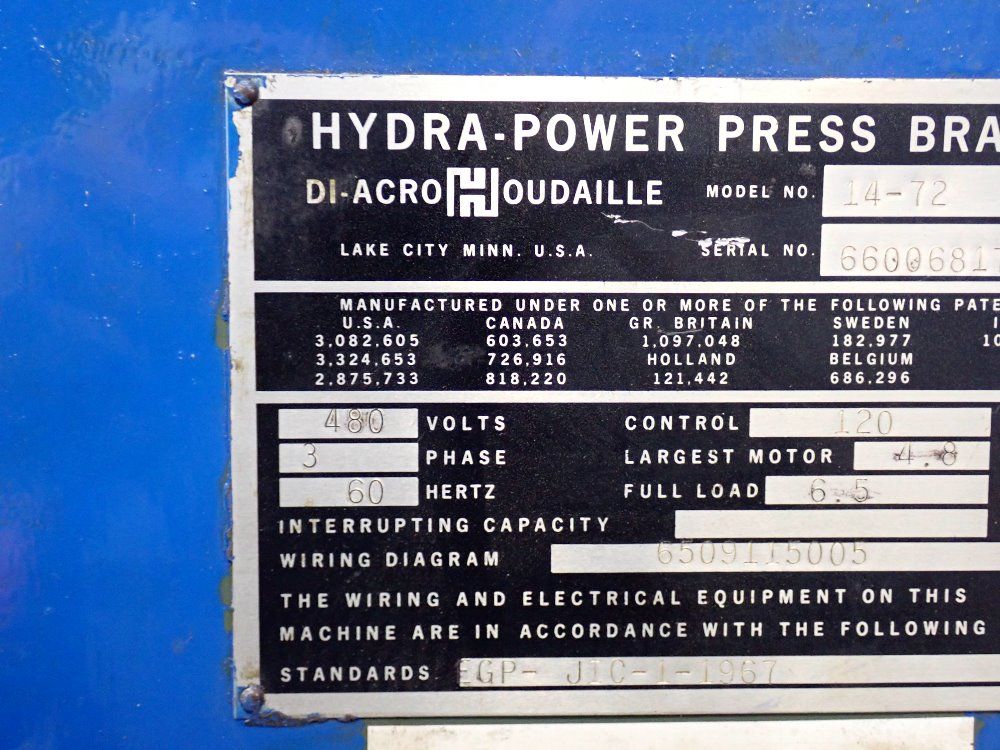 HYDRA-POWER PRESS BRA
DI-ACRO HOUDAILLE MODEL NO. 14-72
LAKE CITY MINN. U.S.A. SERIAL NO. 66006817
MANUFACTURED UNDER ONE OR MORE OF THE FOLLOWING PATE
U.S.A. CANADA GR. BRITAIN SWEDEN I
3,082,605 603,653 1,097,048 182,977 10
3,324,653 726,916 HOLLAND BELGIUM
2,875,733 818,220 121,442 686,296
480 VOLTS CONTROL 120
3 PHASE LARGEST MOTOR 4.8
60 HERTZ FULL LOAD 6.5
INTERRUPTING CAPACITY
WIRING DIAGRAM 6509115005
THE WIRING AND ELECTRICAL EQUIPMENT ON THIS
MACHINE ARE IN ACCORDANCE WITH THE FOLLOWING
STANDARDS EGP- JIC-1-1967